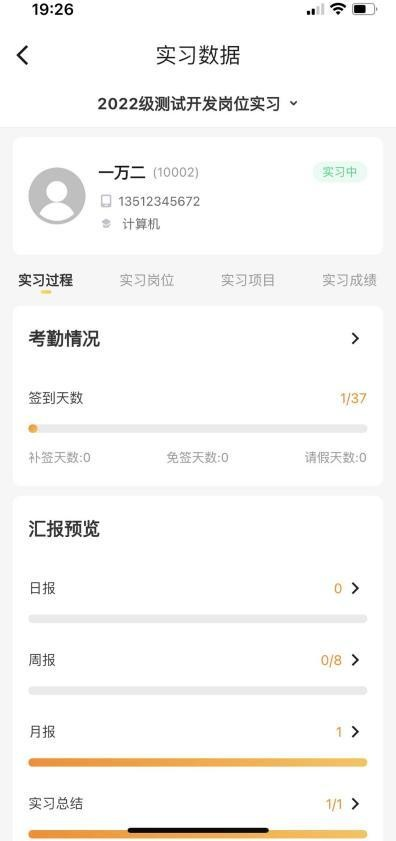 19:26
实习数据
2022级测试开发岗位实习
一万二 (10002) 实习中
13512345672
计算机
实习过程 实习岗位 实习项目 实习成绩
考勤情况
签到天数 1/37
补签天数:0 免签天数:0 请假天数:0
汇报预览
日报 0
周报 0/8
月报 1
实习总结 1/1